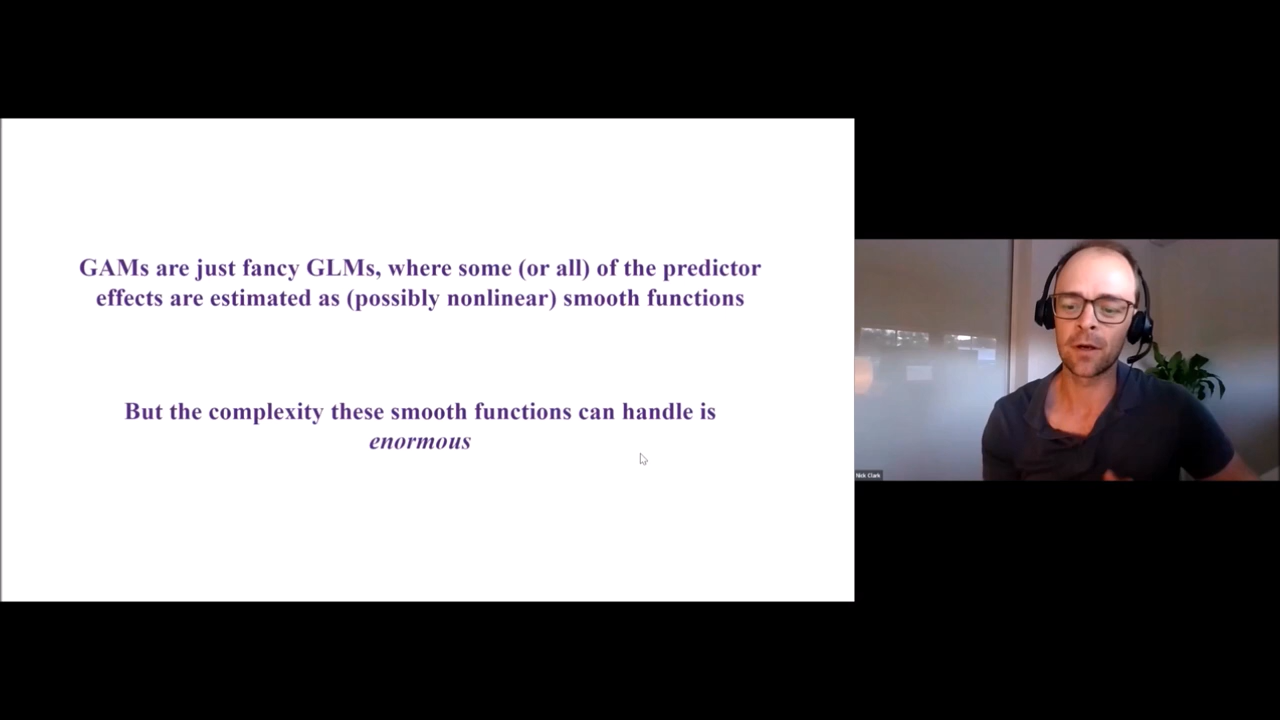 GAMs are just fancy GLMs, where some (or all) of the predictor
effects are estimated as (possibly nonlinear) smooth functions
But the complexity these smooth functions can handle is
enormous
Nick Clark